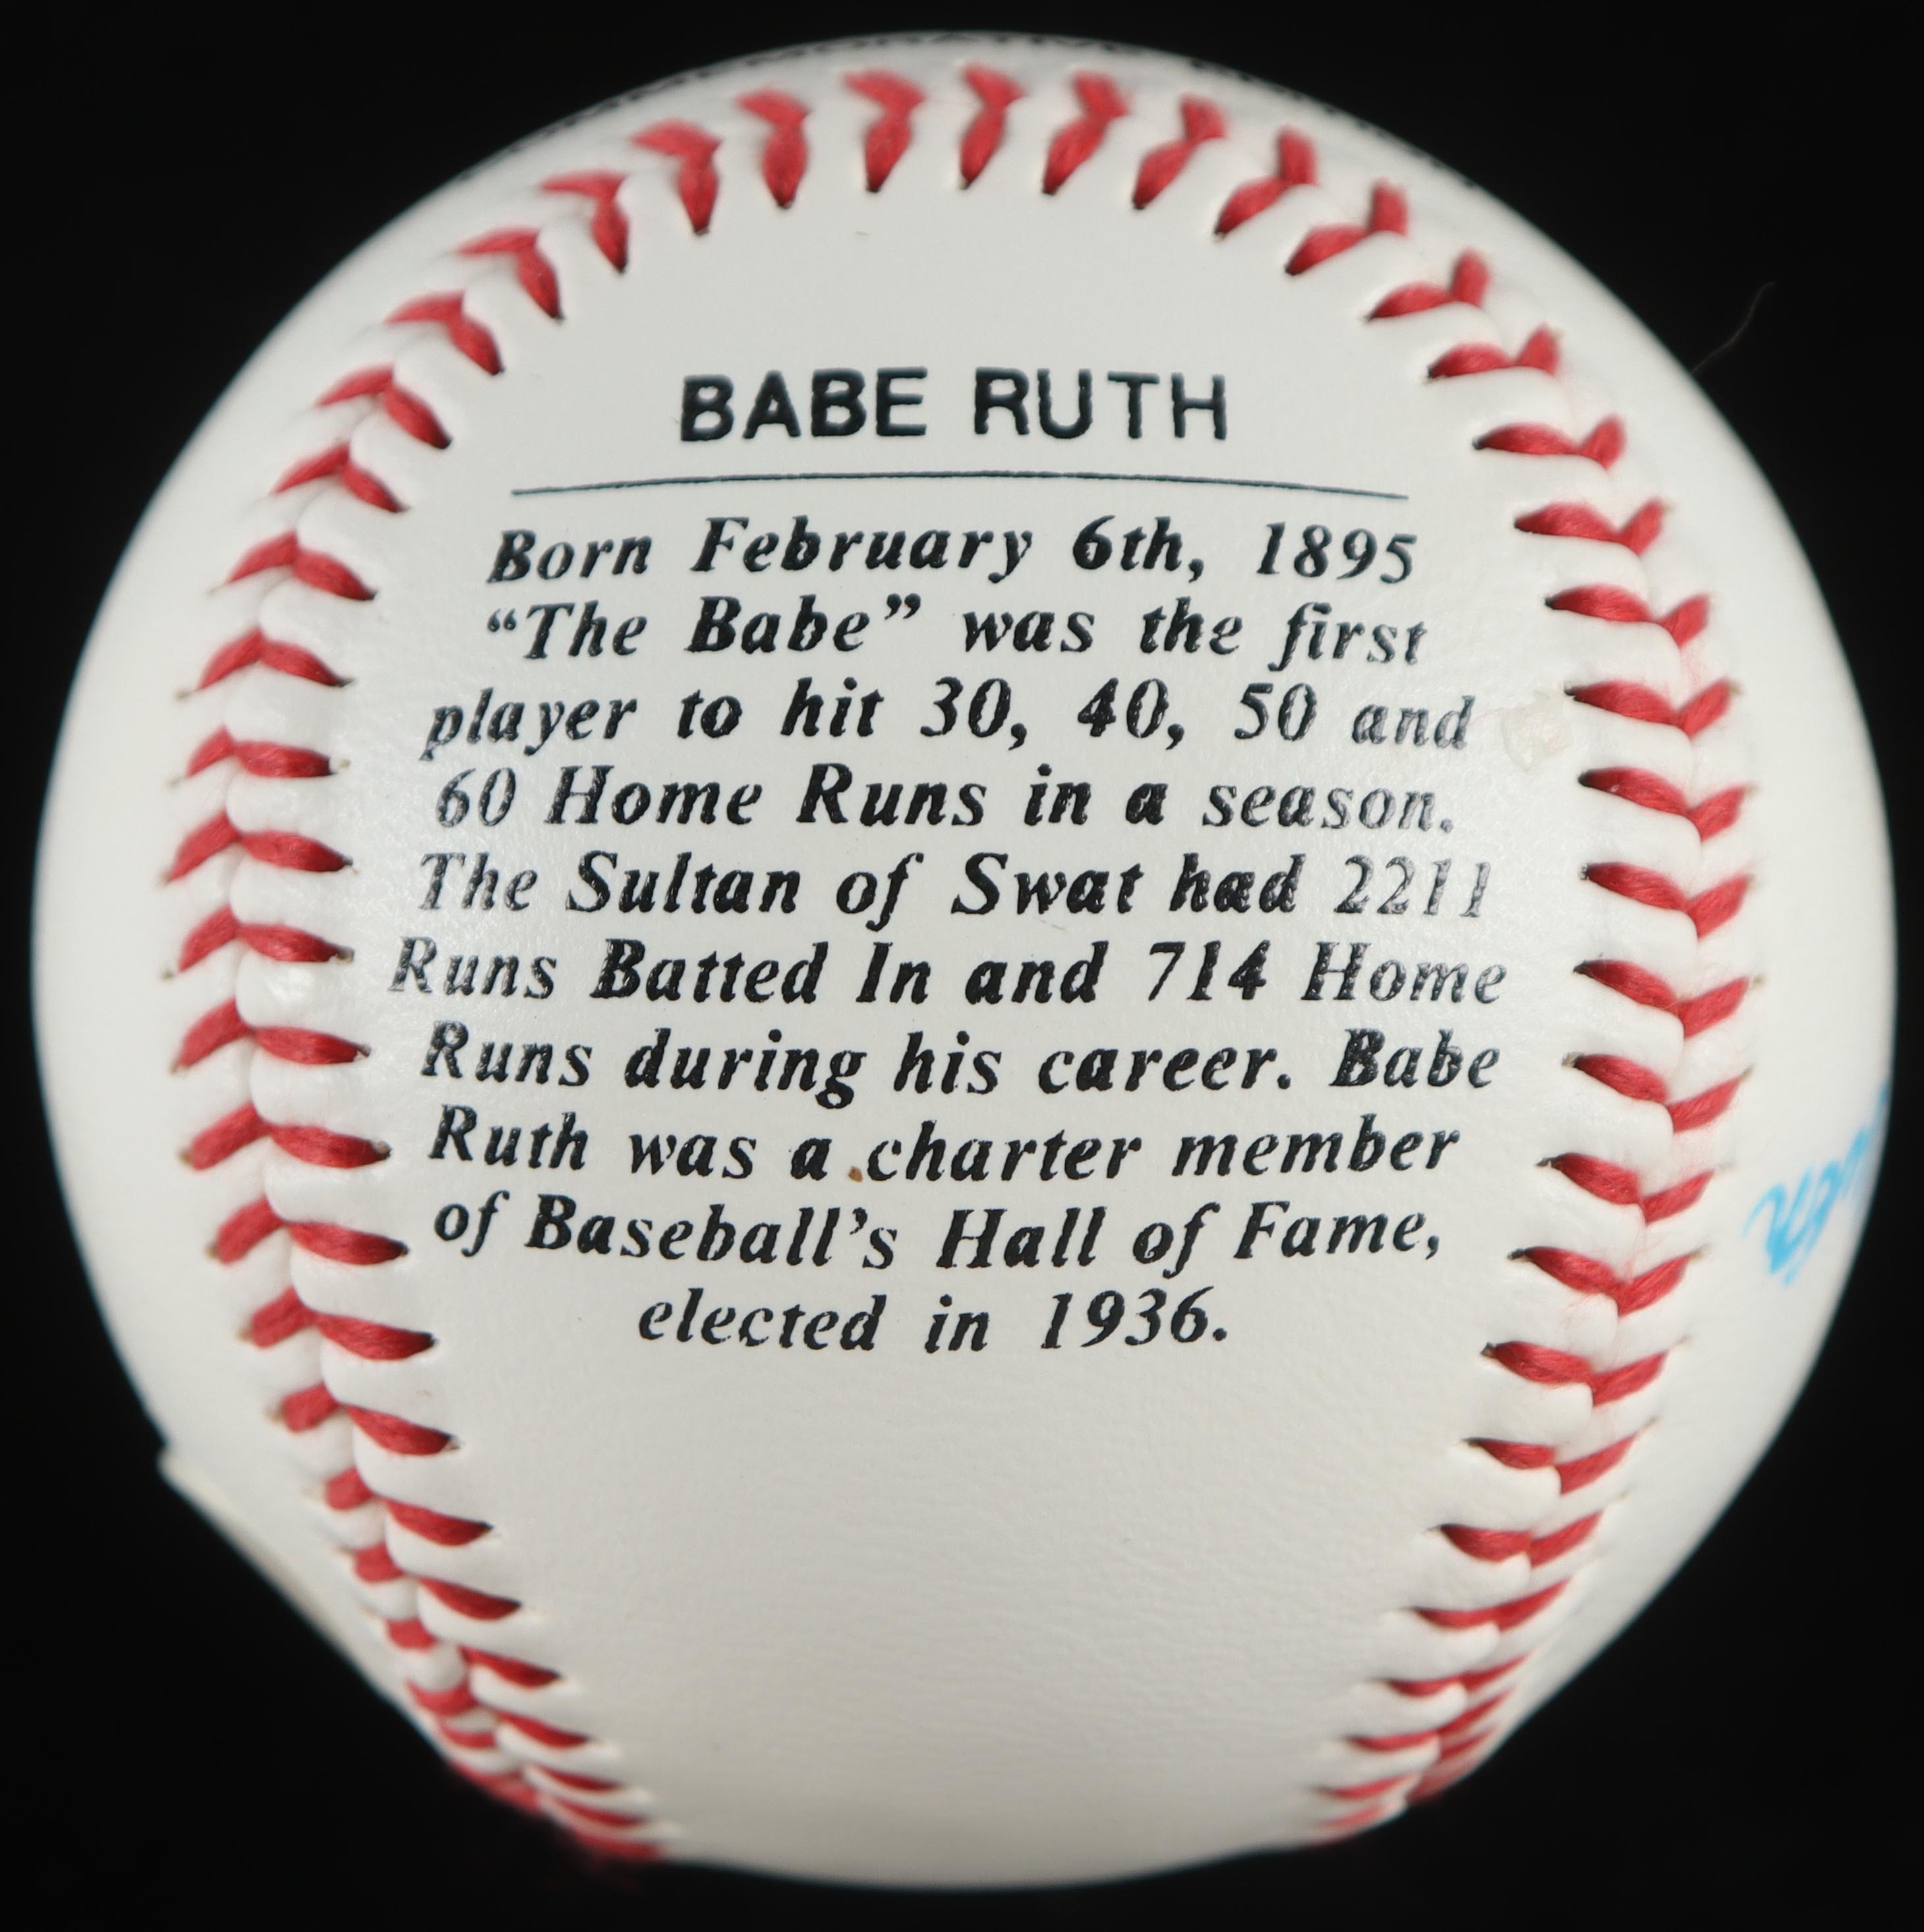 BABE RUTH
Born February 6th, 1895
“The Babe” was the first
player to hit 30, 40, 50 and
60 Home Runs in a season.
The Sultan of Swat had 2211
Runs Batted In and 714 Home
Runs during his career. Babe
Ruth was a charter member
of Baseball’s Hall of Fame,
elected in 1936.